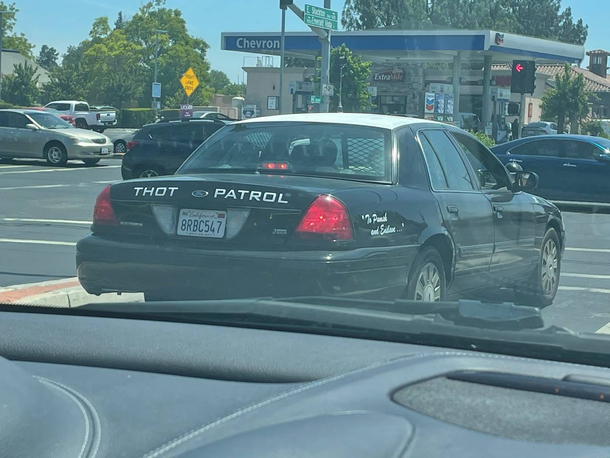 Chevron
ExtraMile
THOT PATROL
California
8RBC547
"To Punish
and Enslave..."